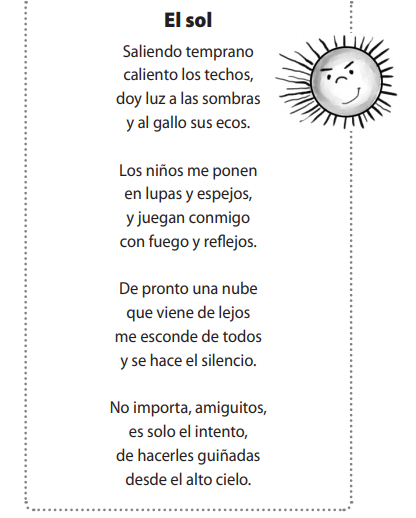 El sol
Saliendo temprano
caliento los techos,
doy luz a las sombras
y al gallo sus ecos.
Los niños me ponen
en lupas y espejos,
y juegan conmigo
con fuego y reflejos.
De pronto una nube
que viene de lejos
me esconde de todos
y se hace el silencio.
No importa, amiguitos,
es solo el intento,
de hacerles guiñadas
desde el alto cielo.